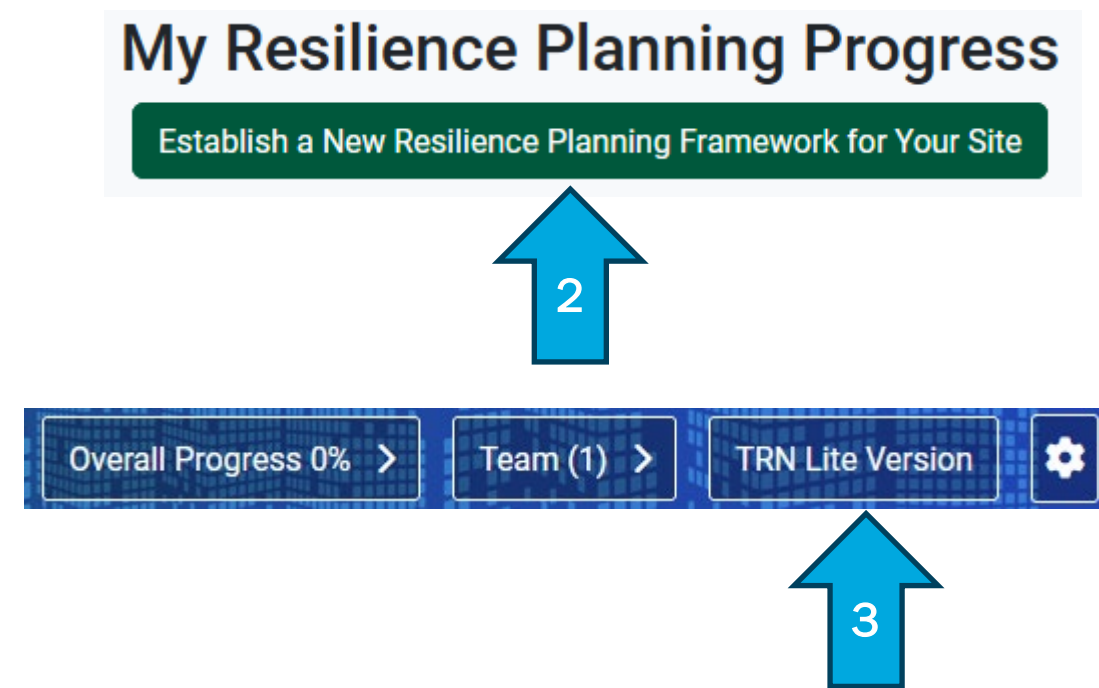 My Resilience Planning Progress
Establish a New Resilience Planning Framework for Your Site
2
Overall Progress 0% >
Team (1) >
TRN Lite Version
3